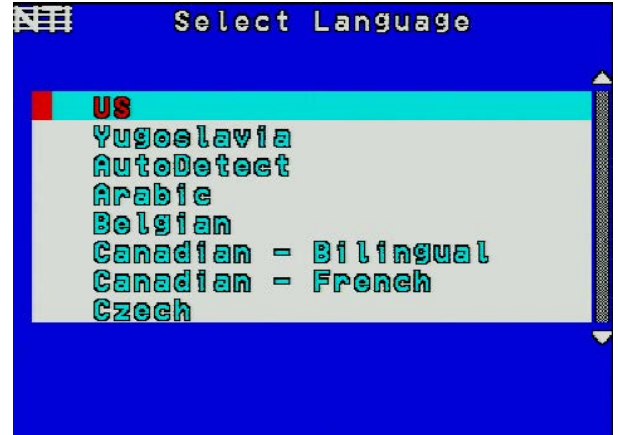 NTI Select Language
US
Yugoslavia
AutoDetect
Arabic
Belgian
Canadian - Bilingual
Canadian - French
Czech